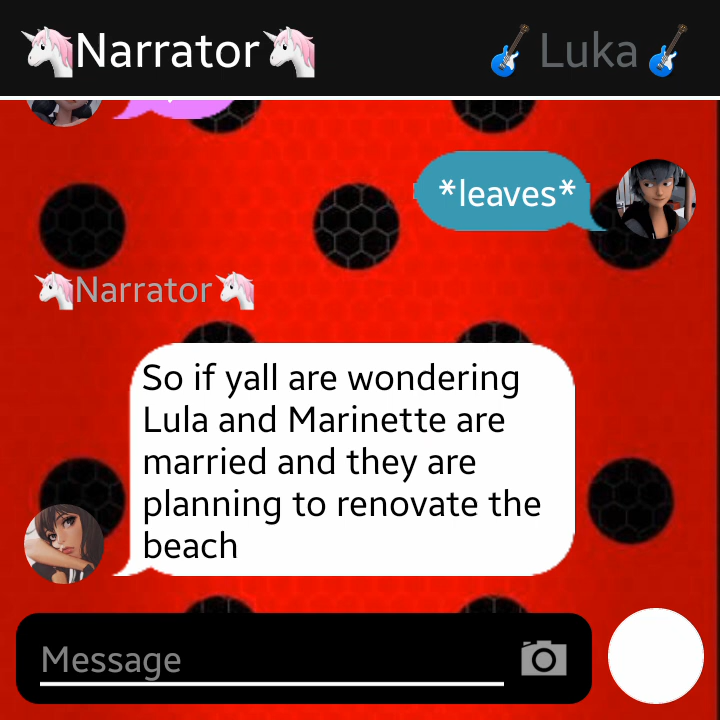 🦄Narrator🦄 🎸 Luka 🎸
*leaves*
🦄Narrator🦄
So if yall are wondering
Lula and Marinette are
married and they are
planning to renovate the
beach
Message